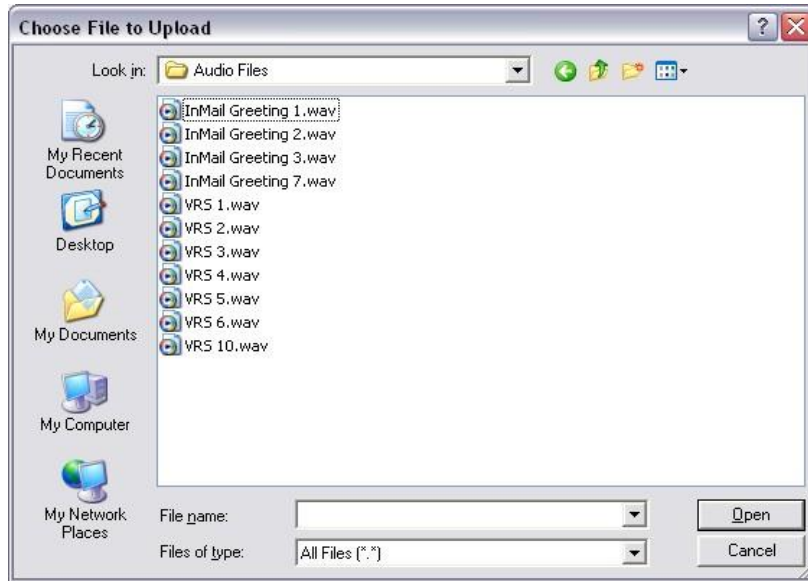 Choose File to Upload
Look in:
Audio Files
My Recent
Documents
Desktop
My Documents
My Computer
My Network
Places
InMail Greeting 1.wav
InMail Greeting 2.wav
InMail Greeting 3.wav
InMail Greeting 7.wav
VRS 1.wav
VRS 2.wav
VRS 3.wav
VRS 4.wav
VRS 5.wav
VRS 6.wav
VRS 10.wav
File name:
Open
Files of type:
All Files (*.*)
Cancel